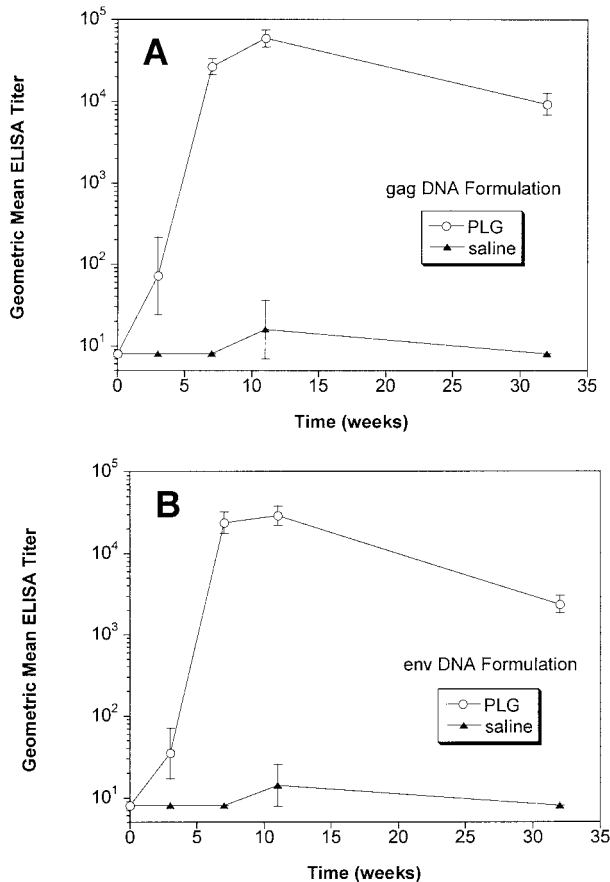 A
Geometric Mean ELISA Titer
10^5
10^4
10^3
10^2
10^1
gag DNA Formulation
PLG
saline
0 5 10 15 20 25 30 35
Time (weeks)
B
Geometric Mean ELISA Titer
10^5
10^4
10^3
10^2
10^1
env DNA Formulation
PLG
saline
0 5 10 15 20 25 30 35
Time (weeks)